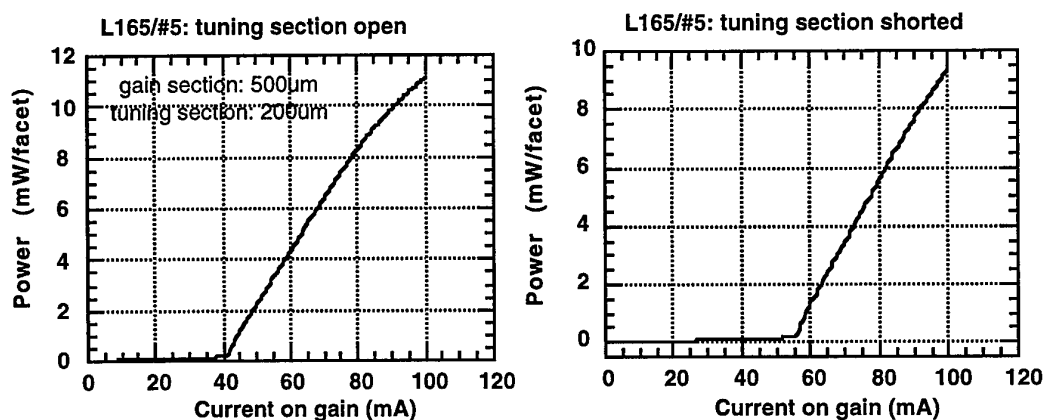 L165/#5: tuning section open
12
10
8
6
4
2
0
Power (mW/facet)
gain section: 500um
tuning section: 200um
0 20 40 60 80 100 120
Current on gain (mA)
L165/#5: tuning section shorted
10
8
6
4
2
0
Power (mW/facet)
0 20 40 60 80 100 120
Current on gain (mA)